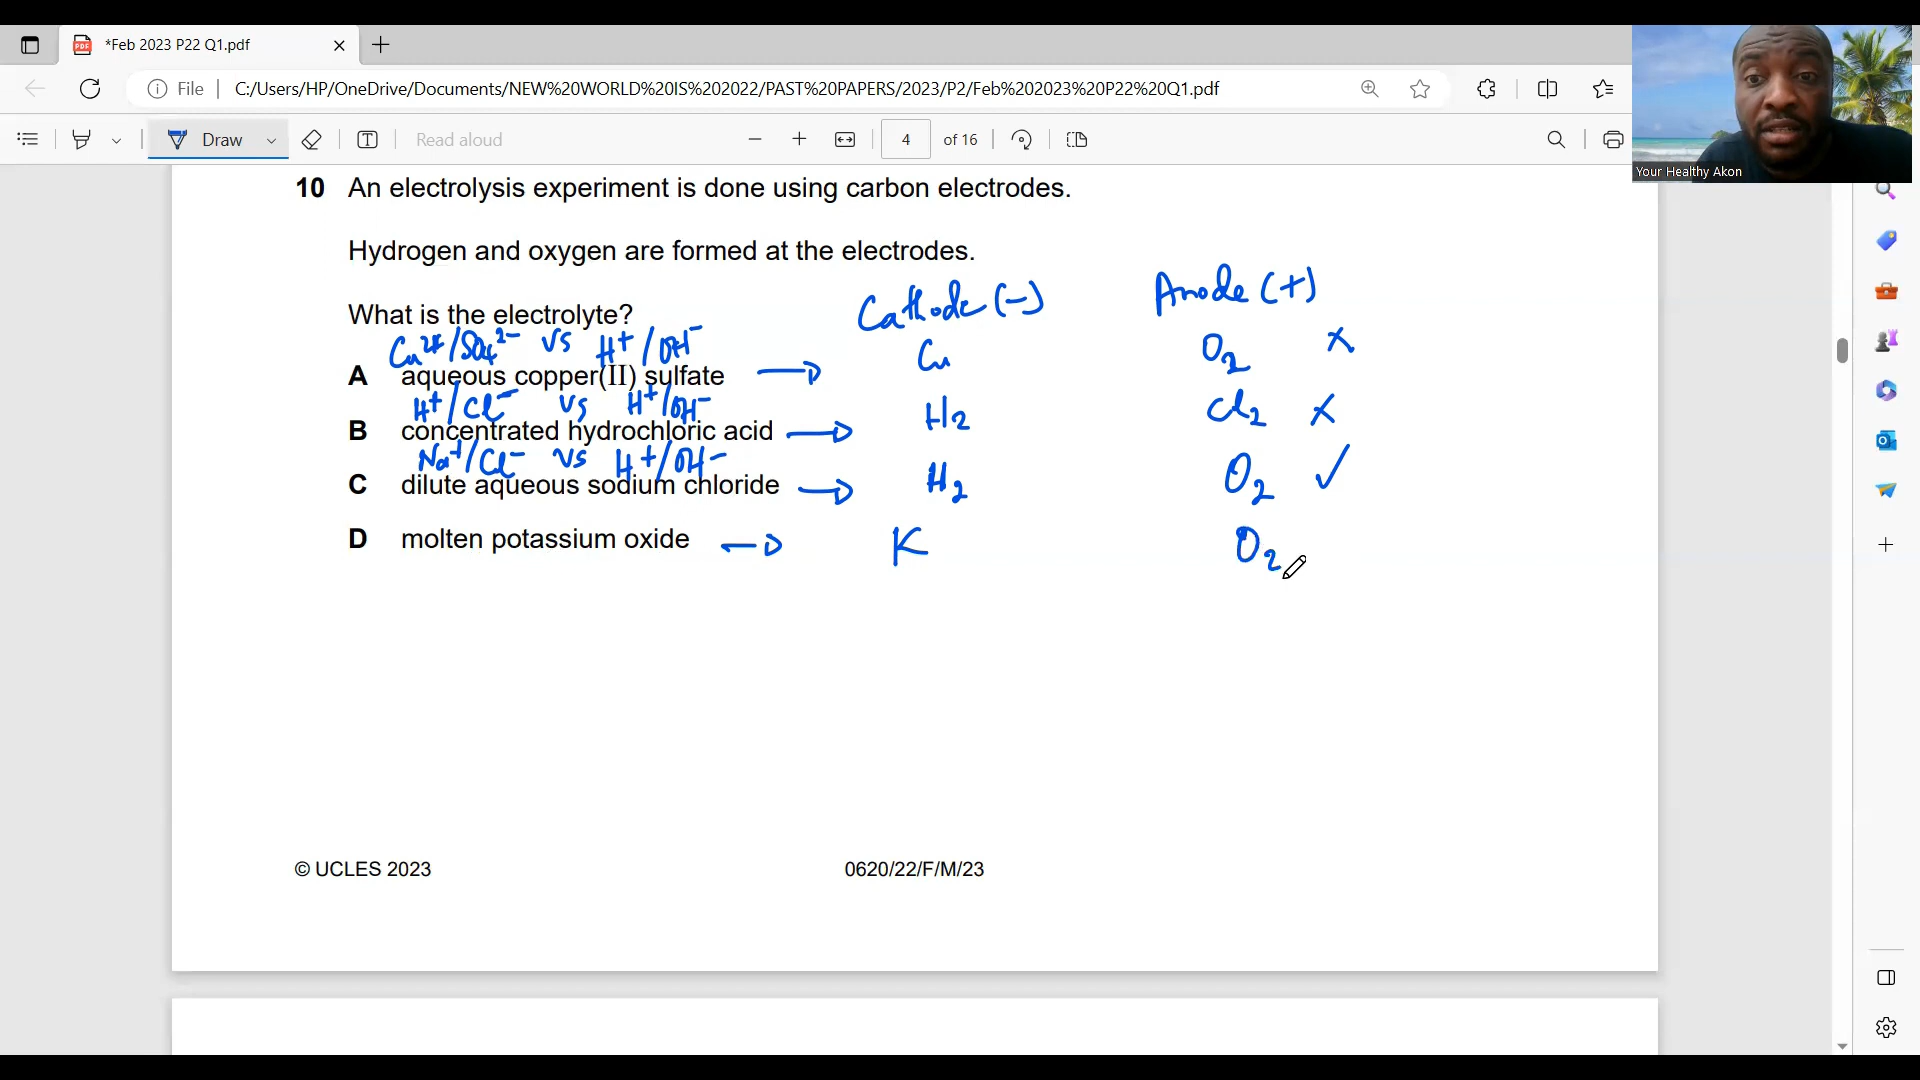 *Feb 2023 P22 Q1.pdf
File
C:/Users/HP/OneDrive/Documents/NEW%20WORLD%20IS%202022/PAST%20PAPERS/2023/P2/Feb%202023%20P22%20Q1.pdf
Draw
Read aloud
4 of 16
Your Healthy Akon
10 An electrolysis experiment is done using carbon electrodes.
Hydrogen and oxygen are formed at the electrodes.
Cathode (−) Anode (+)
What is the electrolyte?
Cu²⁺/SO₄²⁻ vs H⁺/OH⁻
A aqueous copper(II) sulfate → Cu O₂ ✗
H⁺/Cl⁻ vs H⁺/OH⁻
B concentrated hydrochloric acid → H₂ Cl₂ ✗
Na⁺/Cl⁻ vs H⁺/OH⁻
C dilute aqueous sodium chloride → H₂ O₂ ✓
D molten potassium oxide → K O₂
© UCLES 2023 0620/22/F/M/23